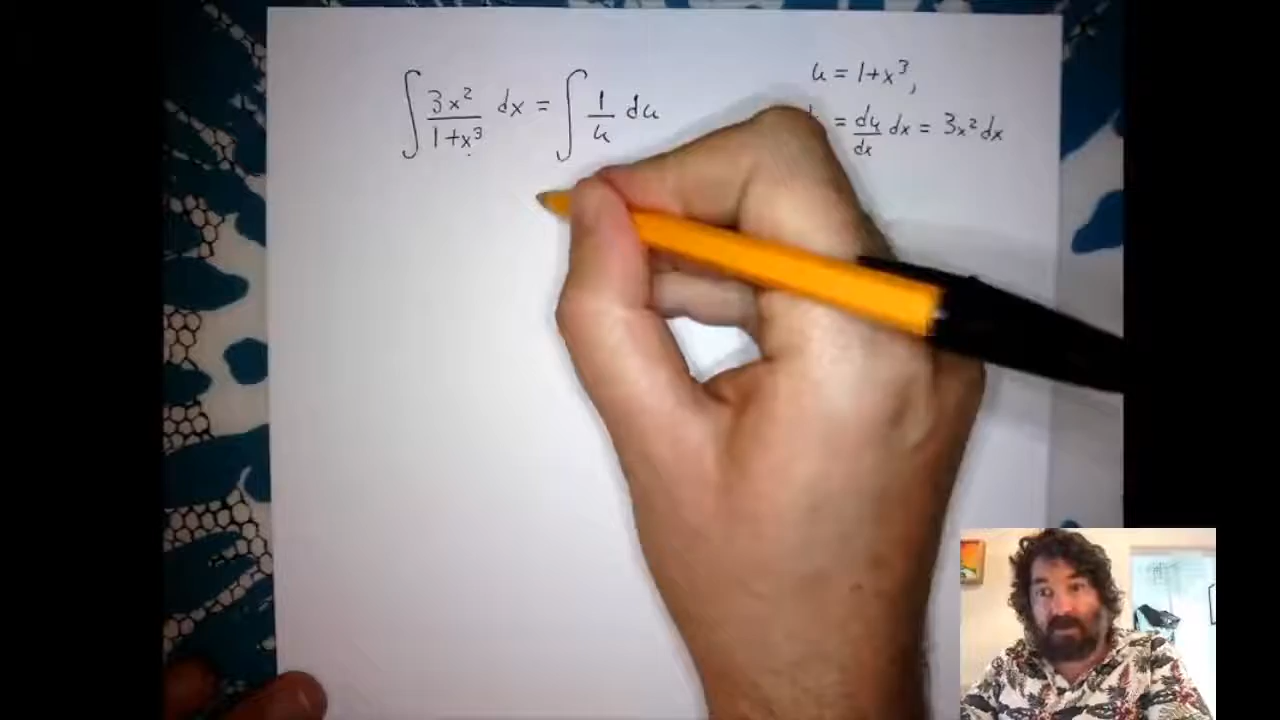 ∫ 3x²/(1+x³) dx = ∫ 1/u du
u = 1+x³,
= du/dx dx = 3x² dx